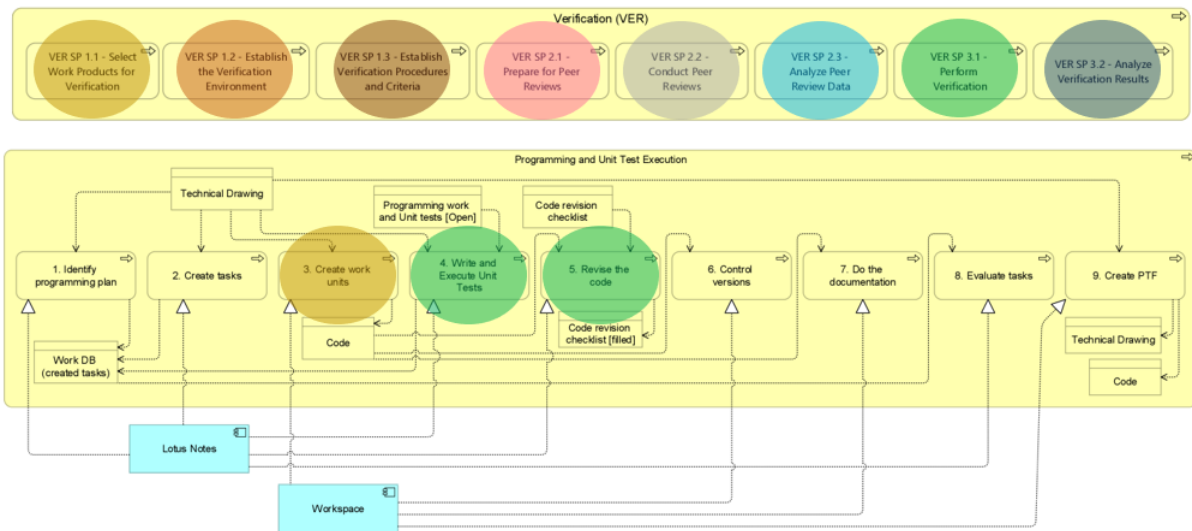 Verification (VER)
VER SP 1.1 - Select
Work Products for
Verification
VER SP 1.2 - Establish
the Verification
Environment
VER SP 1.3 - Establish
Verification Procedures
and Criteria
VER SP 2.1 -
Prepare for Peer
Reviews
VER SP 2.2 -
Conduct Peer
Reviews
VER SP 2.3 -
Analyze Peer
Review Data
VER SP 3.1 -
Perform
Verification
VER SP 3.2 - Analyze
Verification Results
Programming and Unit Test Execution
Technical Drawing
Programming work
and Unit tests [Open]
Code revision
checklist
1. Identify
programming plan
2. Create tasks
3. Create work
units
4. Write and
Execute Unit
Tests
5. Revise the
code
6. Control
versions
7. Do the
documentation
8. Evaluate tasks
9. Create PTF
Work DB
(created tasks)
Code
Code revision
checklist [filled]
Technical Drawing
Code
Lotus Notes
Workspace